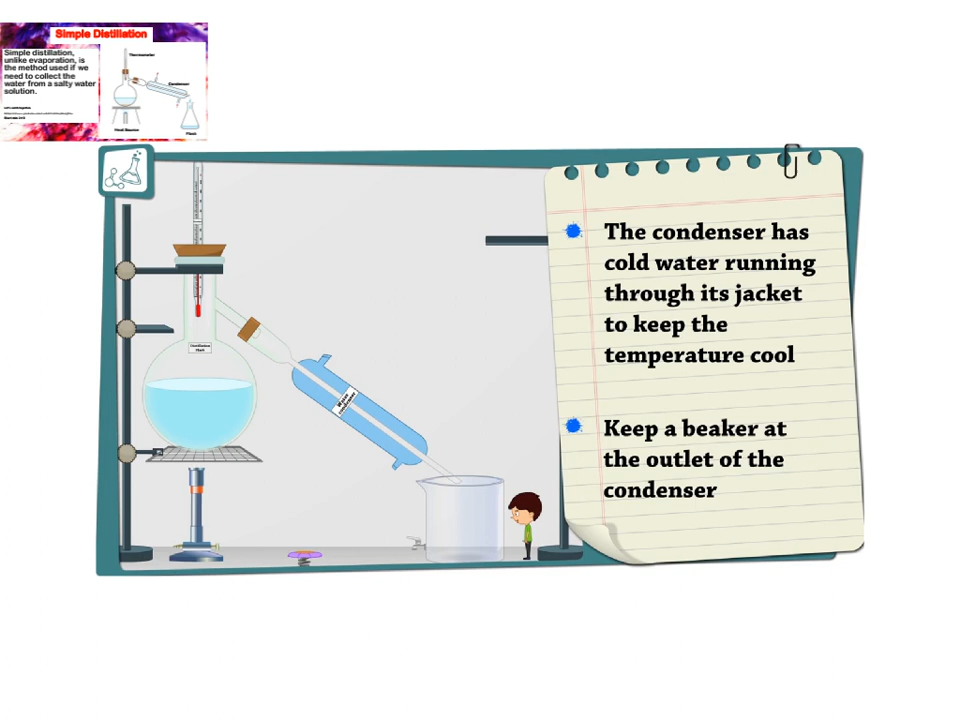 Simple Distillation
Simple distillation,
unlike evaporation, is
the method used if we
need to collect the
water from a salty water
solution.
Thermometer
Condenser
Flask
The condenser has
cold water running
through its jacket
to keep the
temperature cool
Keep a beaker at
the outlet of the
condenser
Distillation
Flask
Water
condenser